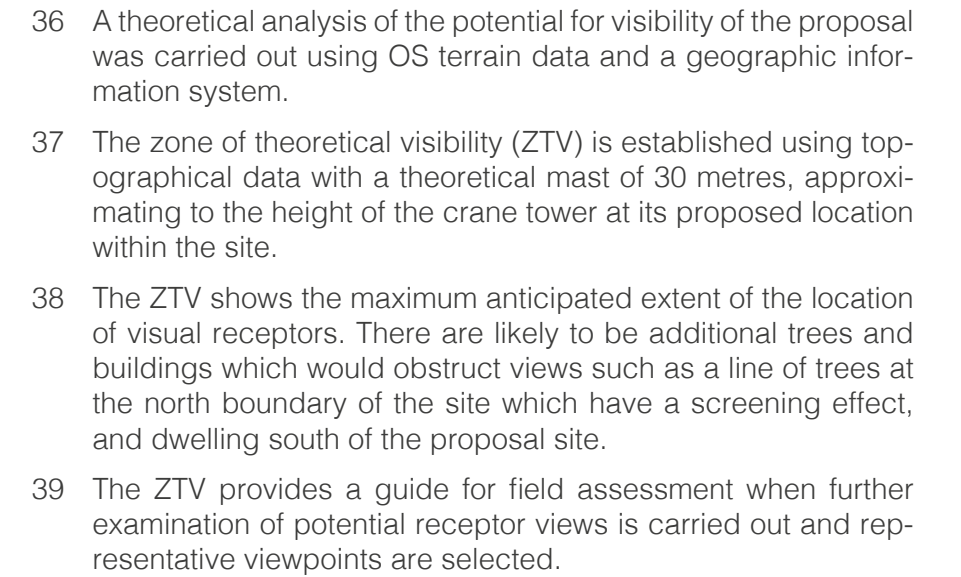 36 A theoretical analysis of the potential for visibility of the proposal
was carried out using OS terrain data and a geographic infor-
mation system.
37 The zone of theoretical visibility (ZTV) is established using top-
ographical data with a theoretical mast of 30 metres, approxi-
mating to the height of the crane tower at its proposed location
within the site.
38 The ZTV shows the maximum anticipated extent of the location
of visual receptors. There are likely to be additional trees and
buildings which would obstruct views such as a line of trees at
the north boundary of the site which have a screening effect,
and dwelling south of the proposal site.
39 The ZTV provides a guide for field assessment when further
examination of potential receptor views is carried out and rep-
resentative viewpoints are selected.